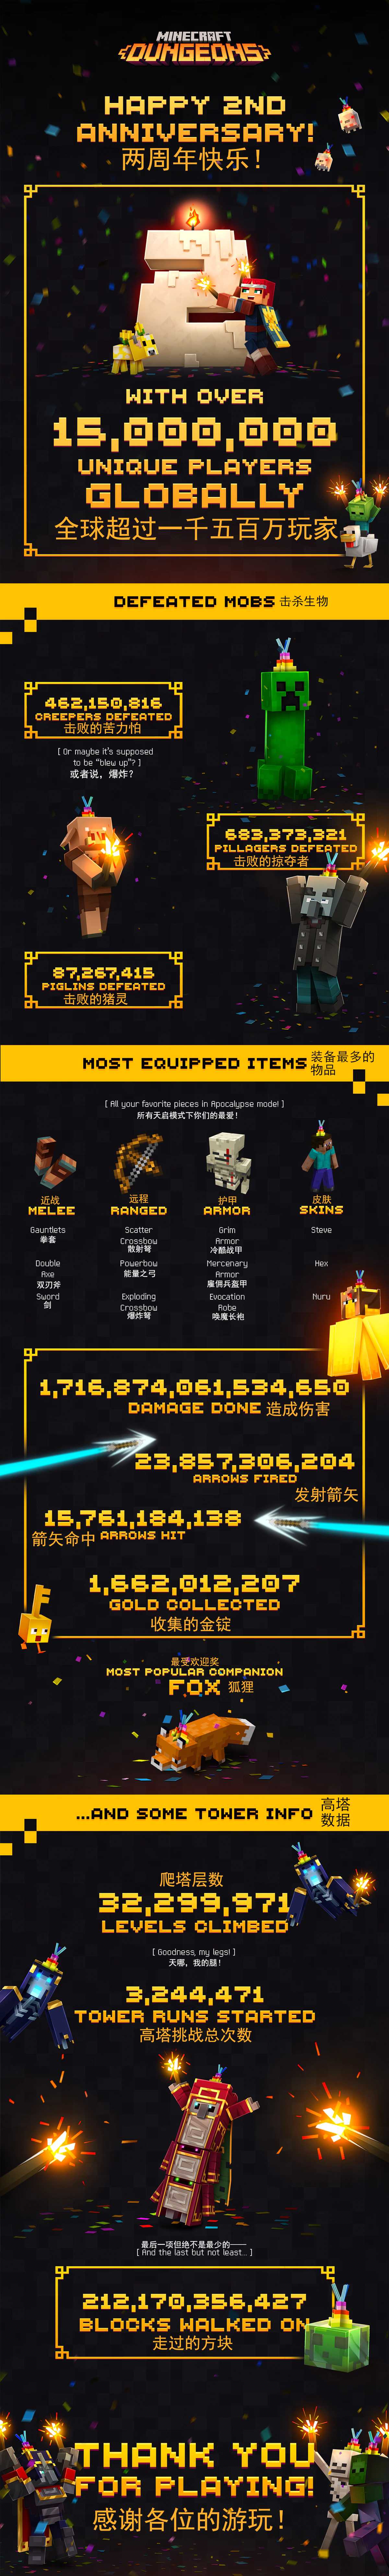 MINECRAFT
DUNGEONS
HAPPY 2ND
ANNIVERSARY!
两周年快乐！
WITH OVER
15,000,000
UNIQUE PLAYERS
GLOBALLY
全球超过一千五百万玩家
DEFEATED MOBS 击杀生物
462,150,816
CREEPERS DEFEATED
击败的苦力怕
[ Or maybe it's supposed
to be "blew up"? ]
或者说，爆炸？
683,373,321
PILLAGERS DEFEATED
击败的掠夺者
87,267,415
PIGLINS DEFEATED
击败的猪灵
MOST EQUIPPED ITEMS 装备最多的
物品
[ All your favorite pieces in Apocalypse mode! ]
所有天启模式下你们的最爱！
近战 远程 护甲 皮肤
MELEE RANGED ARMOR SKINS
Gauntlets Scatter Grim Steve
拳套 Crossbow Armor
散射弩 冷酷战甲
Double Powerbow Mercenary Hex
Axe 能量之弓 Armor
双刃斧 雇佣兵盔甲
Sword Exploding Evocation Nuru
剑 Crossbow Robe
爆炸弩 唤魔长袍
1,716,874,061,534,650
DAMAGE DONE 造成伤害
23,857,306,204
ARROWS FIRED
发射箭矢
15,761,184,138
箭矢命中 ARROWS HIT
1,662,012,207
GOLD COLLECTED
收集的金锭
最受欢迎奖
MOST POPULAR COMPANION
FOX 狐狸
...AND SOME TOWER INFO 高塔
数据
爬塔层数
32,299,971
LEVELS CLIMBED
[ Goodness, my legs! ]
天哪，我的腿！
3,244,471
TOWER RUNS STARTED
高塔挑战总次数
最后一项但绝不是最少的——
[ And the last but not least... ]
212,170,356,427
BLOCKS WALKED ON
走过的方块
THANK YOU
FOR PLAYING!
感谢各位的游玩！